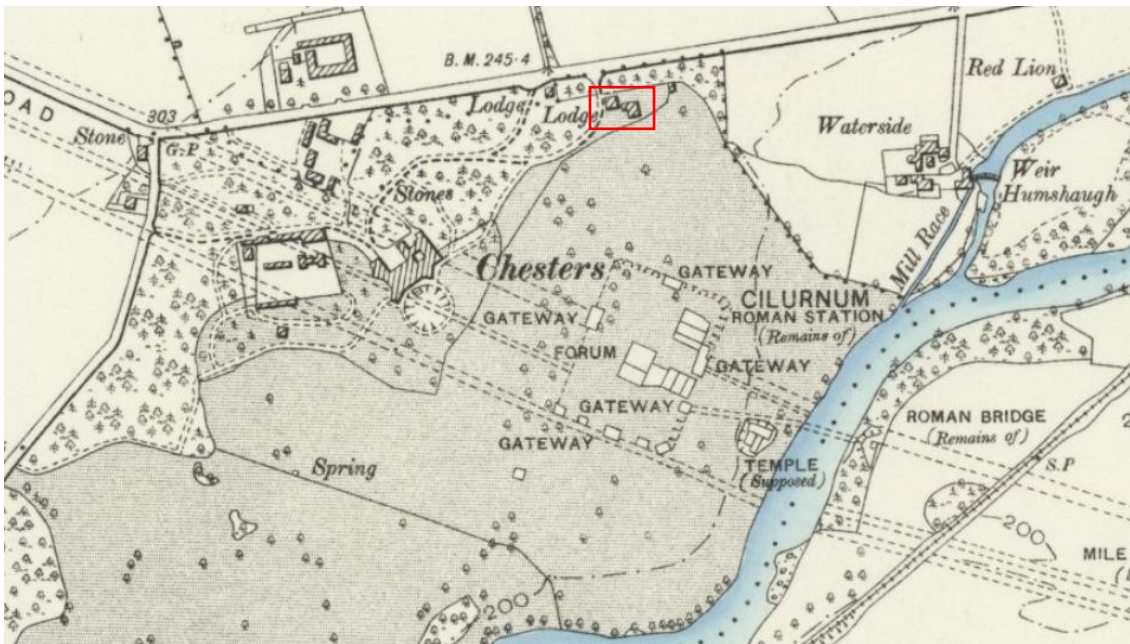 B.M. 245·4
Red Lion
Lodge
Lodge
ROAD
303
Stone
G.P
Waterside
Weir
Humshaugh
Stones
Mill Race
Chesters
GATEWAY
CILURNUM
ROMAN STATION
(Remains of)
GATEWAY
FORUM
GATEWAY
GATEWAY
ROMAN BRIDGE
(Remains of)
GATEWAY
Spring
TEMPLE
(Supposed)
S.P
200
MILE
200